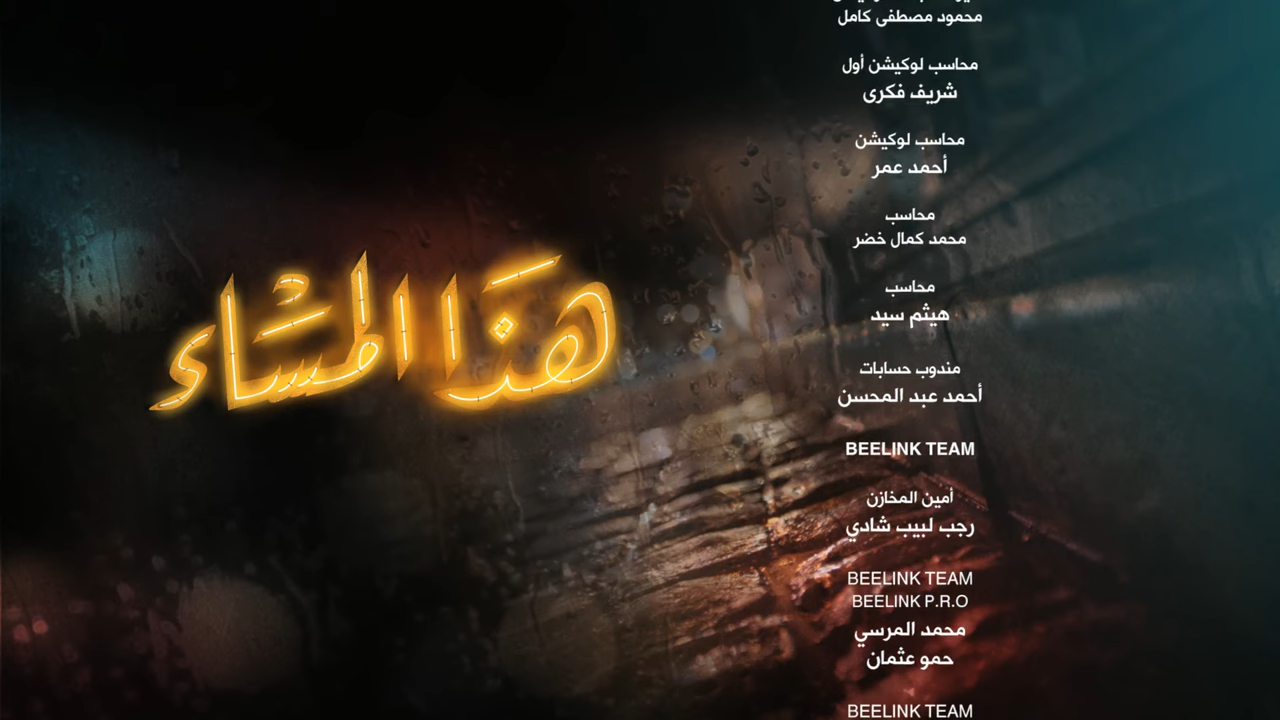 هَذَا المَسْاء
محمود مصطفى كامل
محاسب لوكيشن أول
شريف فكرى
محاسب لوكيشن
أحمد عمر
محاسب
محمد كمال خضر
محاسب
هيثم سيد
مندوب حسابات
أحمد عبد المحسن
BEELINK TEAM
أمين المخازن
رجب لبيب شادي
BEELINK TEAM
BEELINK P.R.O
محمد المرسي
حمو عثمان
BEELINK TEAM